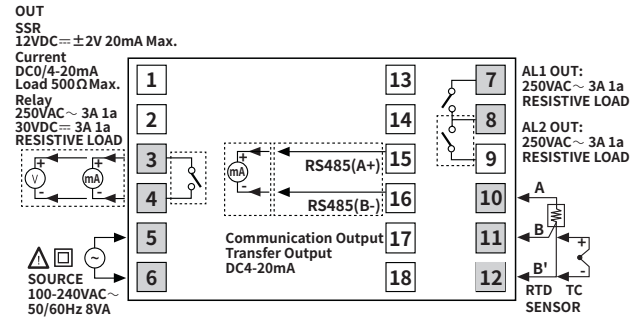 OUT
SSR
12VDC⎓±2V 20mA Max.
Current
DC0/4-20mA
Load 500ΩMax.
Relay
250VAC～ 3A 1a
30VDC⎓ 3A 1a
RESISTIVE LOAD
1
2
3
4
5
6
+
V
-
+
mA
-
~
SOURCE
100-240VAC～
50/60Hz 8VA
+
mA
-
RS485(A+)
RS485(B-)
Communication Output
Transfer Output
DC4-20mA
13
14
15
16
17
18
7
8
9
10
11
12
AL1 OUT:
250VAC～ 3A 1a
RESISTIVE LOAD
AL2 OUT:
250VAC～ 3A 1a
RESISTIVE LOAD
A
B
B'
+
-
RTD TC
SENSOR